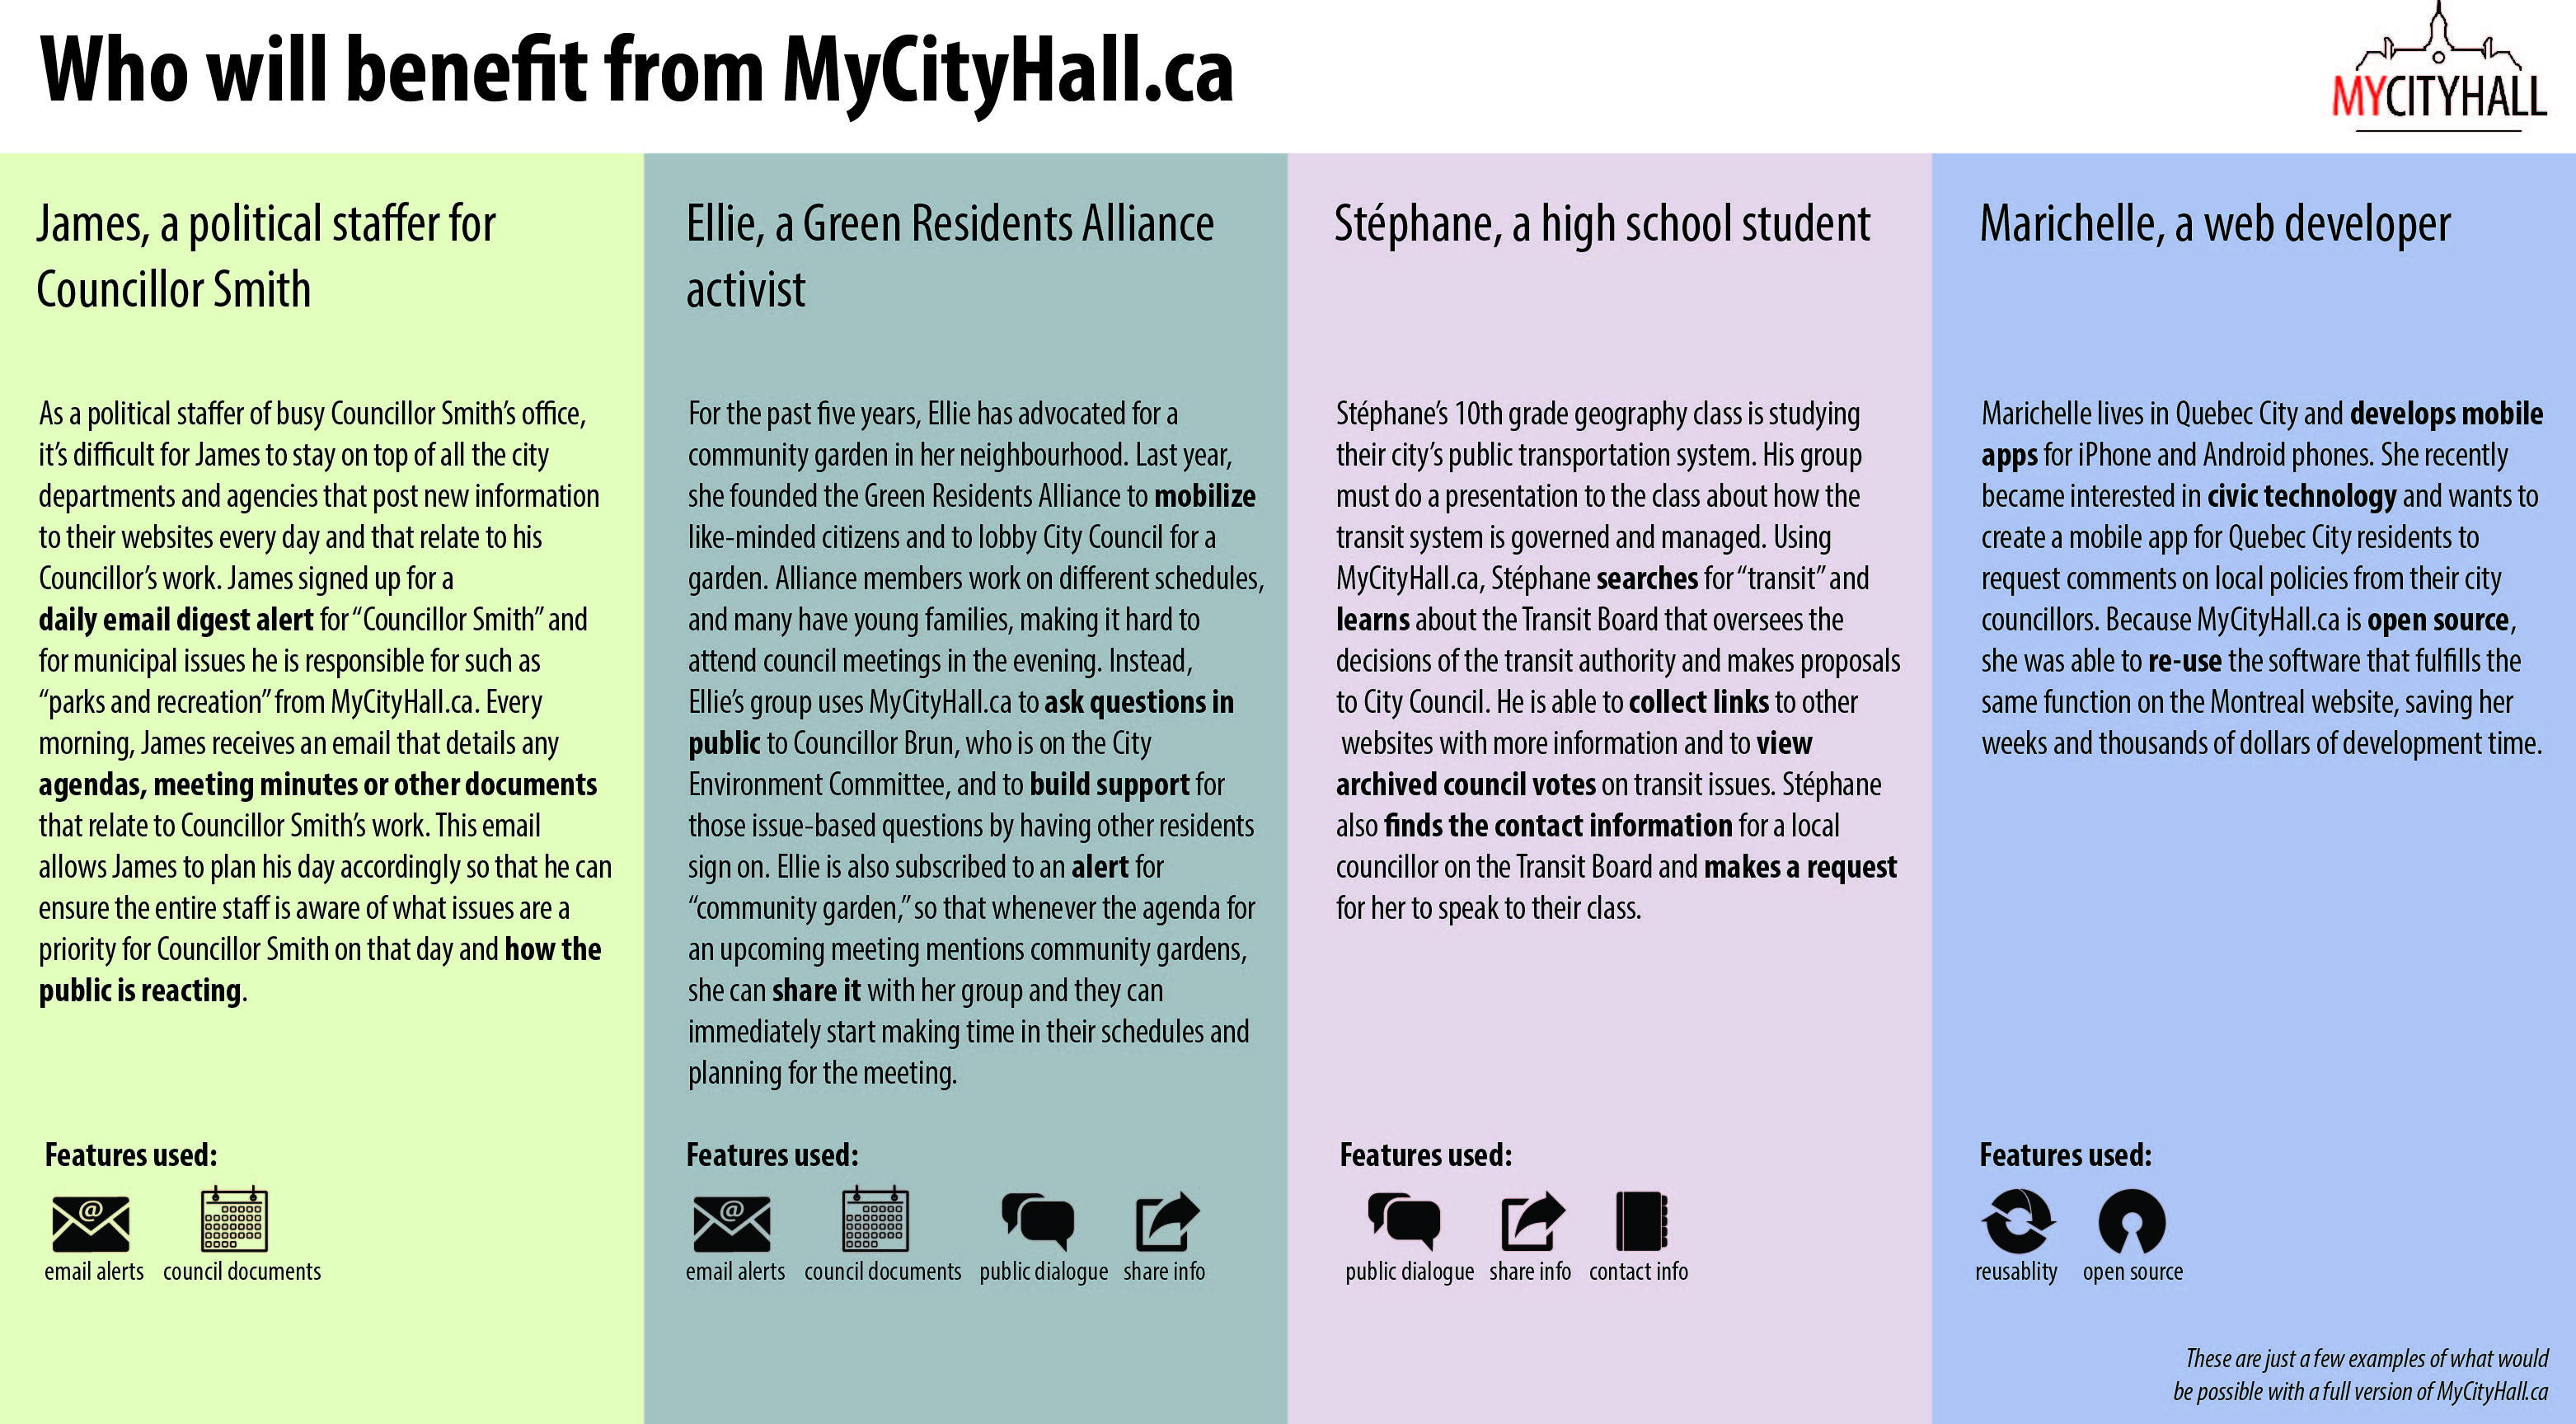 Who will benefit from MyCityHall.ca
MYCITYHALL
James, a political staffer for
Councillor Smith
As a political staffer of busy Councillor Smith’s office,
it’s difficult for James to stay on top of all the city
departments and agencies that post new information
to their websites every day and that relate to his
Councillor’s work. James signed up for a
daily email digest alert for “Councillor Smith” and
for municipal issues he is responsible for such as
“parks and recreation” from MyCityHall.ca. Every
morning, James receives an email that details any
agendas, meeting minutes or other documents
that relate to Councillor Smith’s work. This email
allows James to plan his day accordingly so that he can
ensure the entire staff is aware of what issues are a
priority for Councillor Smith on that day and how the
public is reacting.
Features used:
@
email alerts council documents
Ellie, a Green Residents Alliance
activist
For the past five years, Ellie has advocated for a
community garden in her neighbourhood. Last year,
she founded the Green Residents Alliance to mobilize
like-minded citizens and to lobby City Council for a
garden. Alliance members work on different schedules,
and many have young families, making it hard to
attend council meetings in the evening. Instead,
Ellie’s group uses MyCityHall.ca to ask questions in
public to Councillor Brun, who is on the City
Environment Committee, and to build support for
those issue-based questions by having other residents
sign on. Ellie is also subscribed to an alert for
“community garden,” so that whenever the agenda for
an upcoming meeting mentions community gardens,
she can share it with her group and they can
immediately start making time in their schedules and
planning for the meeting.
Features used:
@
email alerts council documents public dialogue share info
Stéphane, a high school student
Stéphane’s 10th grade geography class is studying
their city’s public transportation system. His group
must do a presentation to the class about how the
transit system is governed and managed. Using
MyCityHall.ca, Stéphane searches for “transit” and
learns about the Transit Board that oversees the
decisions of the transit authority and makes proposals
to City Council. He is able to collect links to other
websites with more information and to view
archived council votes on transit issues. Stéphane
also finds the contact information for a local
councillor on the Transit Board and makes a request
for her to speak to their class.
Features used:
public dialogue share info contact info
Marichelle, a web developer
Marichelle lives in Quebec City and develops mobile
apps for iPhone and Android phones. She recently
became interested in civic technology and wants to
create a mobile app for Quebec City residents to
request comments on local policies from their city
councillors. Because MyCityHall.ca is open source,
she was able to re-use the software that fulfills the
same function on the Montreal website, saving her
weeks and thousands of dollars of development time.
Features used:
reusablity open source
These are just a few examples of what would
be possible with a full version of MyCityHall.ca